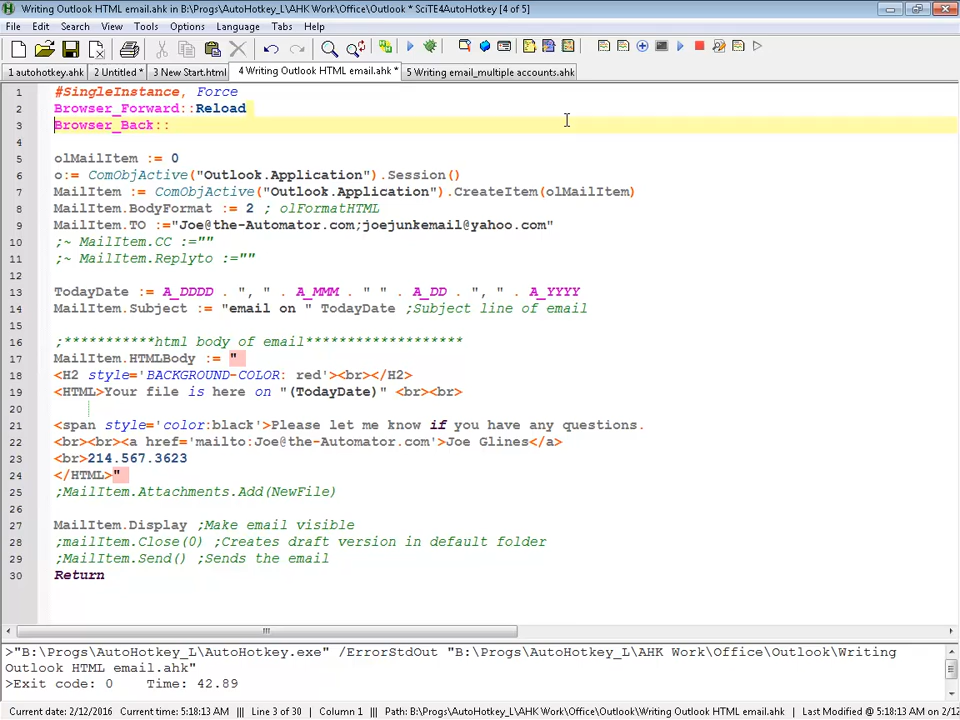 Writing Outlook HTML email.ahk in B:\Progs\AutoHotkey_L\AHK Work\Office\Outlook * SciTE4AutoHotkey [4 of 5]
File Edit Search View Tools Options Language Tabs Help
1 autohotkey.ahk 2 Untitled * 3 New Start.html 4 Writing Outlook HTML email.ahk * 5 Writing email_multiple accounts.ahk
1 #SingleInstance, Force
2 Browser_Forward::Reload
3 Browser_Back::
4
5 olMailItem := 0
6 o:= ComObjActive("Outlook.Application").Session()
7 MailItem := ComObjActive("Outlook.Application").CreateItem(olMailItem)
8 MailItem.BodyFormat := 2 ; olFormatHTML
9 MailItem.TO :="Joe@the-Automator.com;joejunkemail@yahoo.com"
10 ;~ MailItem.CC :=""
11 ;~ MailItem.Replyto :=""
12
13 TodayDate := A_DDDD . ", " . A_MMM . " " . A_DD . ", " . A_YYYY
14 MailItem.Subject := "email on " TodayDate ;Subject line of email
15
16 ;***********html body of email*******************
17 MailItem.HTMLBody := "
18 <H2 style='BACKGROUND-COLOR: red'><br></H2>
19 <HTML>Your file is here on "(TodayDate)" <br><br>
20
21 <span style='color:black'>Please let me know if you have any questions.
22 <br><br><a href='mailto:Joe@the-Automator.com'>Joe Glines</a>
23 <br>214.567.3623
24 </HTML>"
25 ;MailItem.Attachments.Add(NewFile)
26
27 MailItem.Display ;Make email visible
28 ;mailItem.Close(0) ;Creates draft version in default folder
29 ;MailItem.Send() ;Sends the email
30 Return
>"B:\Progs\AutoHotkey_L\AutoHotkey.exe" /ErrorStdOut "B:\Progs\AutoHotkey_L\AHK Work\Office\Outlook\Writing
Outlook HTML email.ahk"
>Exit code: 0 Time: 42.89
Current date: 2/12/2016 Current time: 5:18:13 AM ||| Line 3 of 30 | Column 1 ||| Path: B:\Progs\AutoHotkey_L\AHK Work\Office\Outlook\Writing Outlook HTML email.ahk ||| Last Modified @ 5:18:13 AM on 2/12